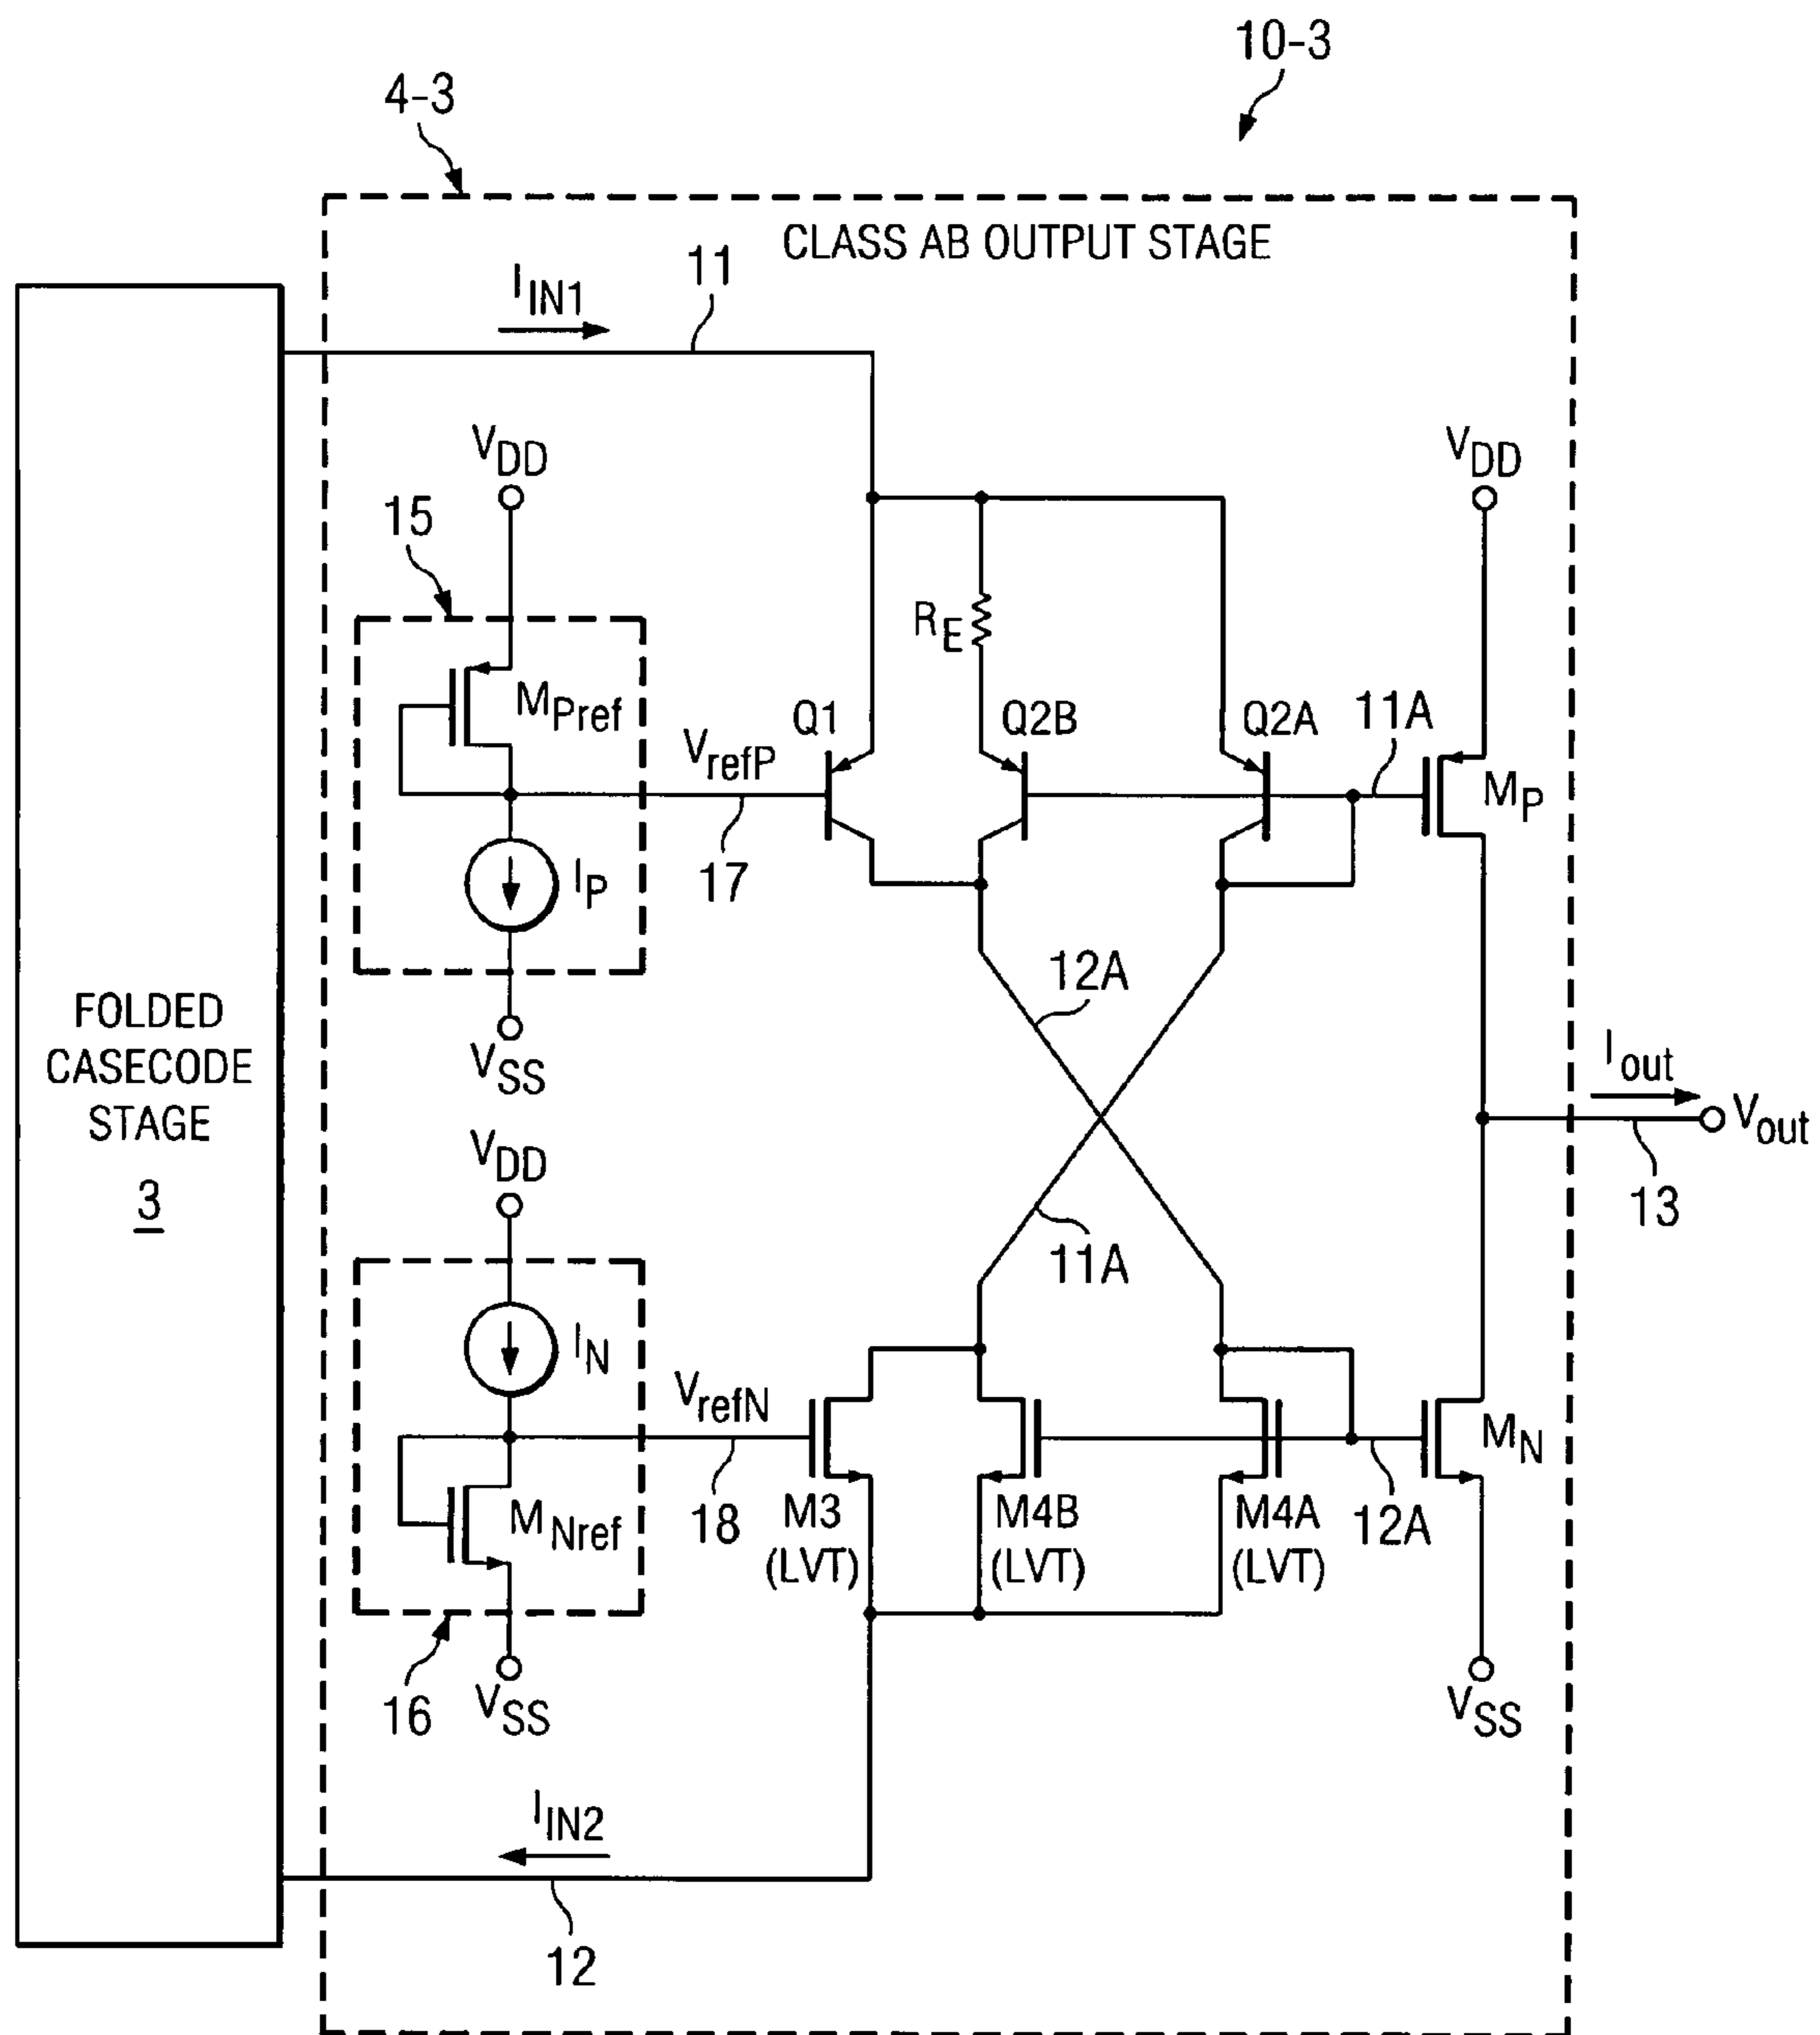 10-3
4-3
CLASS AB OUTPUT STAGE
11
IIN1
VDD
VDD
15
RE
MPref
Q1
Q2B
Q2A
11A
VrefP
MP
17
IP
12A
FOLDED
CASECODE
STAGE
3
VSS
Iout
Vout
VDD
13
11A
IN
VrefN
MN
MNref
18
M3
(LVT)
M4B
(LVT)
M4A
(LVT)
12A
16
VSS
VSS
IIN2
12